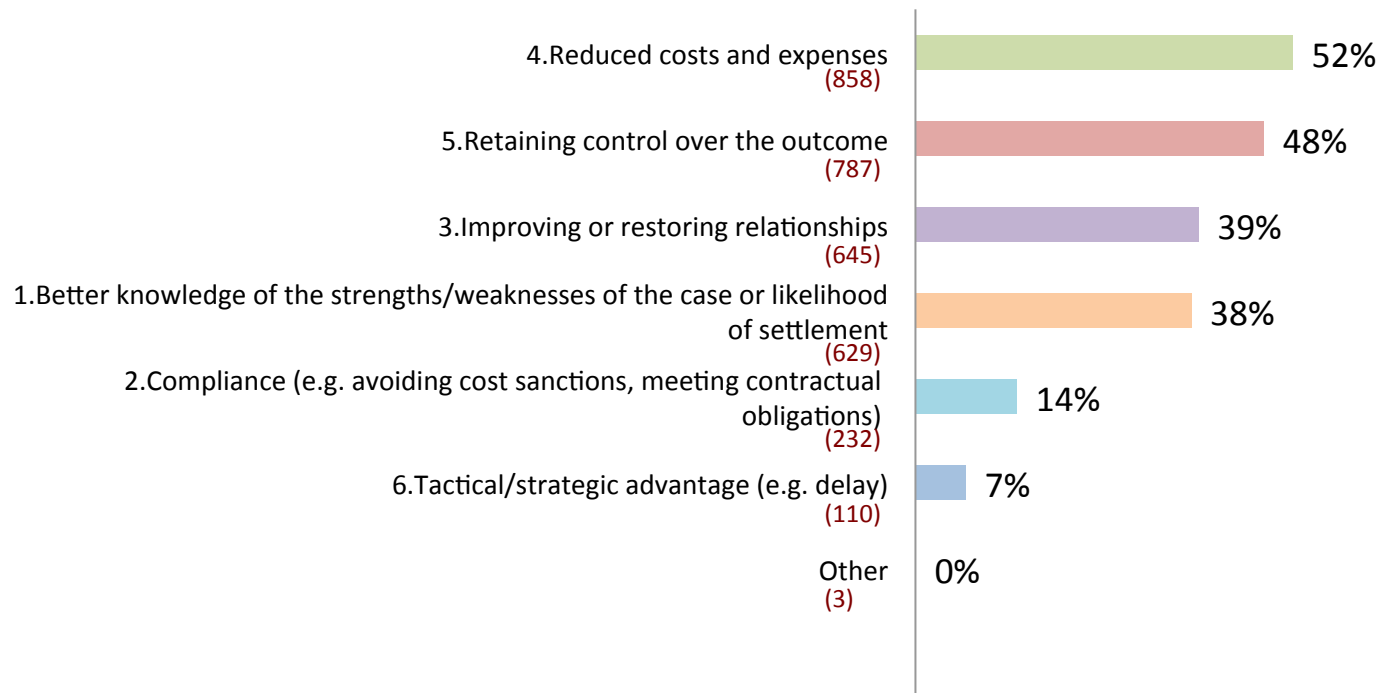 4.Reduced costs and expenses
(858)
52%
5.Retaining control over the outcome
(787)
48%
3.Improving or restoring relationships
(645)
39%
1.Better knowledge of the strengths/weaknesses of the case or likelihood
of settlement
(629)
38%
2.Compliance (e.g. avoiding cost sanctions, meeting contractual
obligations)
(232)
14%
6.Tactical/strategic advantage (e.g. delay)
(110)
7%
Other
(3)
0%